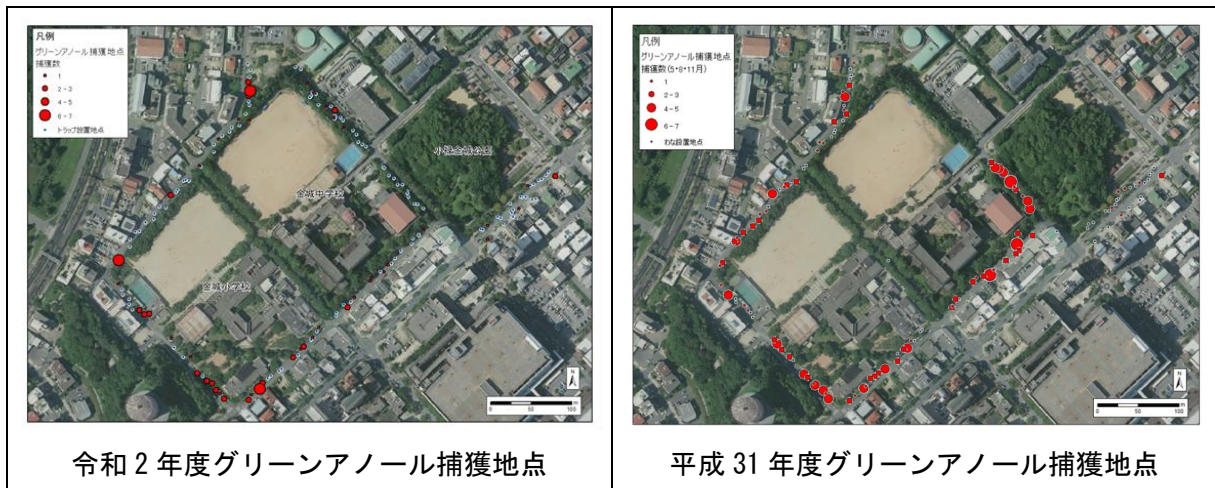 凡例
グリーンアノール捕獲地点
捕獲数
1
2 - 3
4 - 5
6 - 7
トラップ設置地点
小禄金城公園
金城中学校
金城小学校
N
m
0 50 100
令和 2 年度グリーンアノール捕獲地点
凡例
グリーンアノール捕獲地点
捕獲数(5・8・11月)
1
2 - 3
4 - 5
6 - 7
わな設置地点
N
m
0 50 100
平成 31 年度グリーンアノール捕獲地点